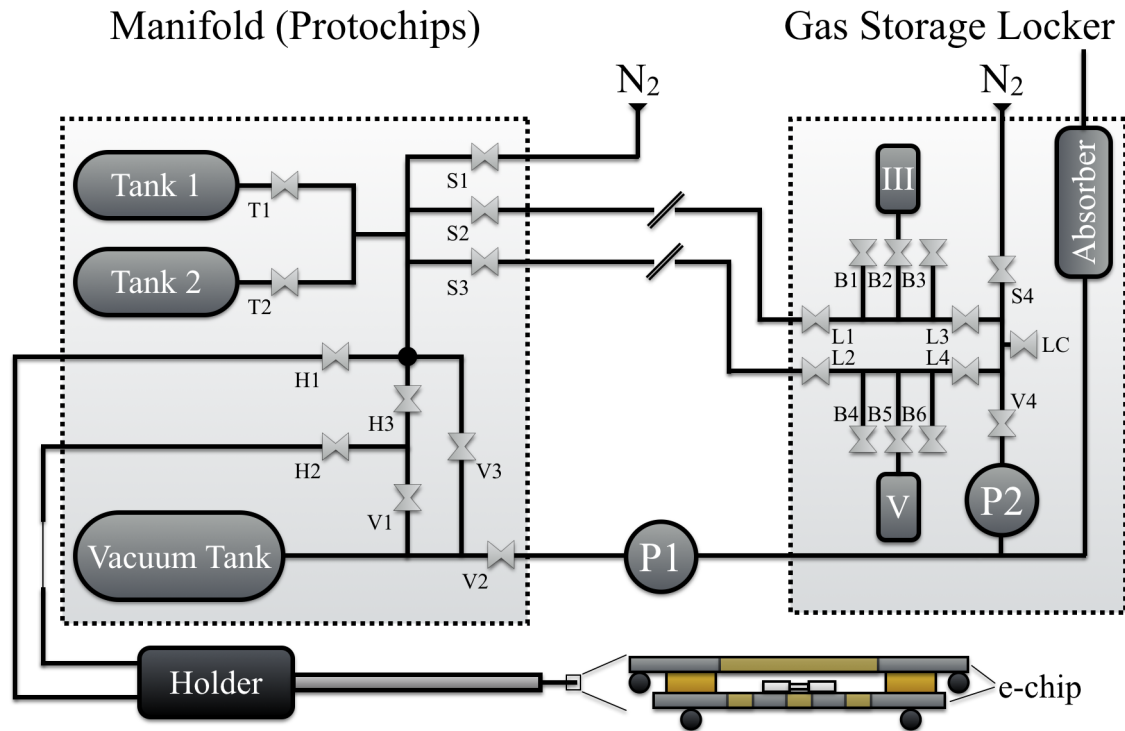 Manifold (Protochips)
Gas Storage Locker
N2
N2
Tank 1
T1
Tank 2
T2
S1
S2
S3
III
Absorber
B1 B2 B3
S4
L1
L3
L2
L4
LC
H1
H3
B4 B5 B6
V4
H2
V3
V1
V
P2
Vacuum Tank
V2
P1
Holder
e-chip